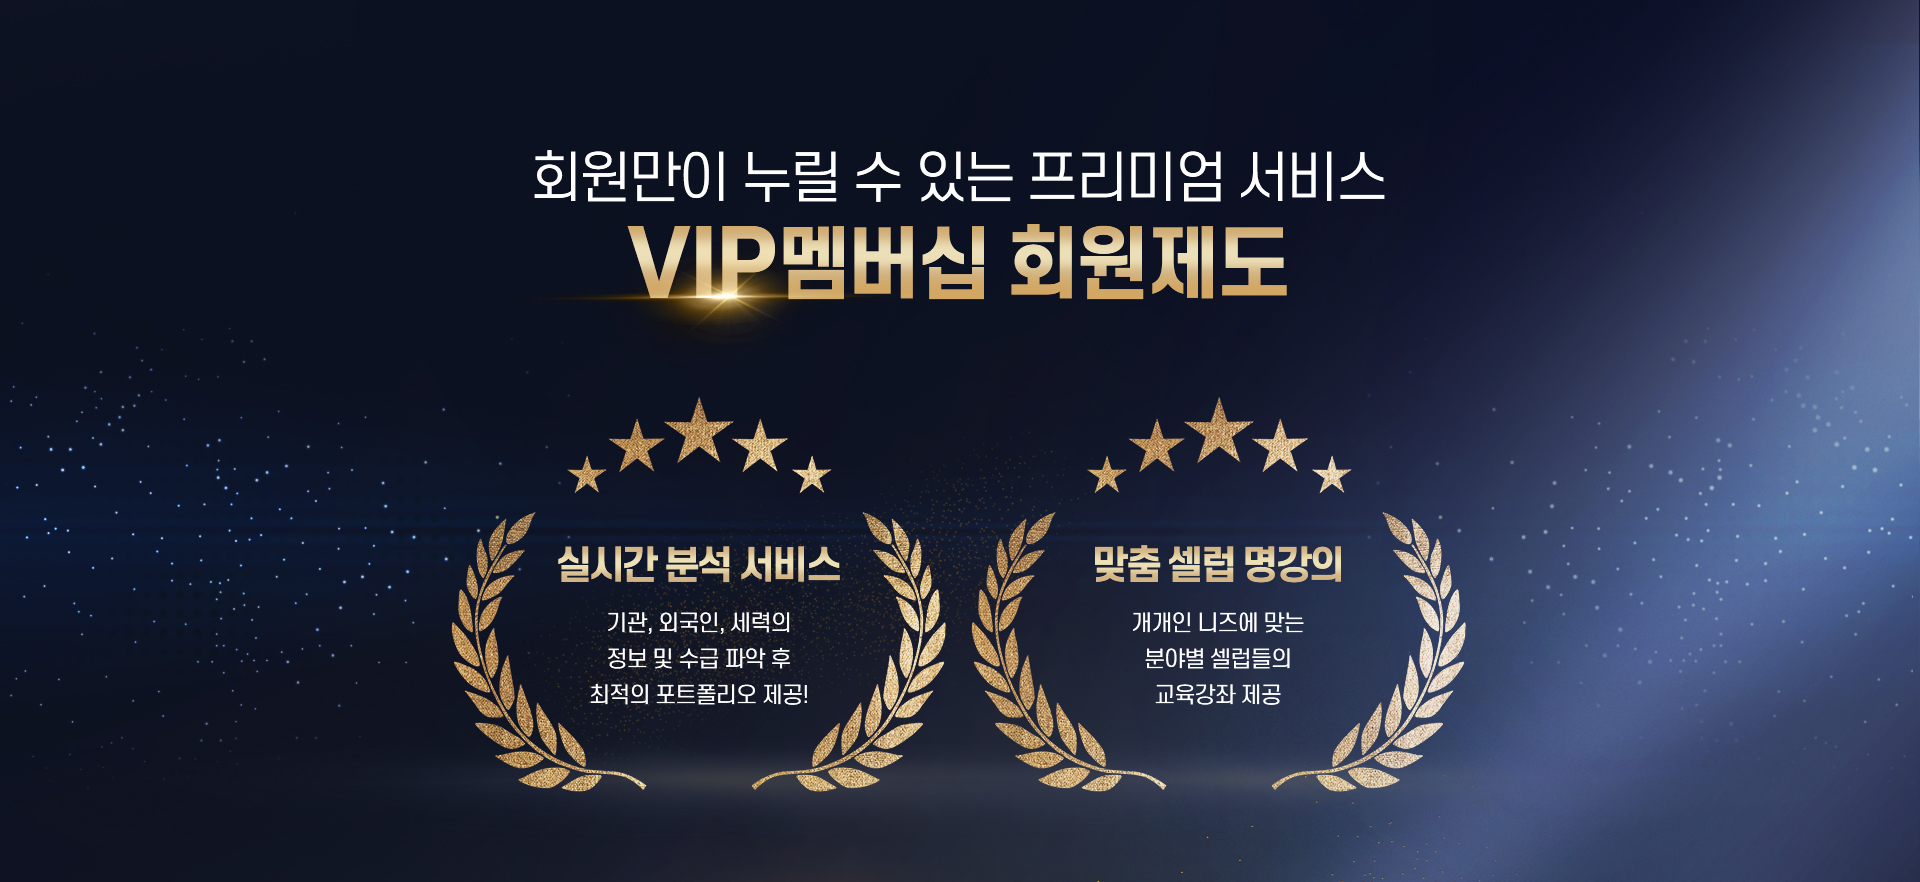 회원만이 누릴 수 있는 프리미엄 서비스
VIP멤버십 회원제도
실시간 분석 서비스
기관, 외국인, 세력의
정보 및 수급 파악 후
최적의 포트폴리오 제공!
맞춤 셀럽 명강의
개개인 니즈에 맞는
분야별 셀럽들의
교육강좌 제공